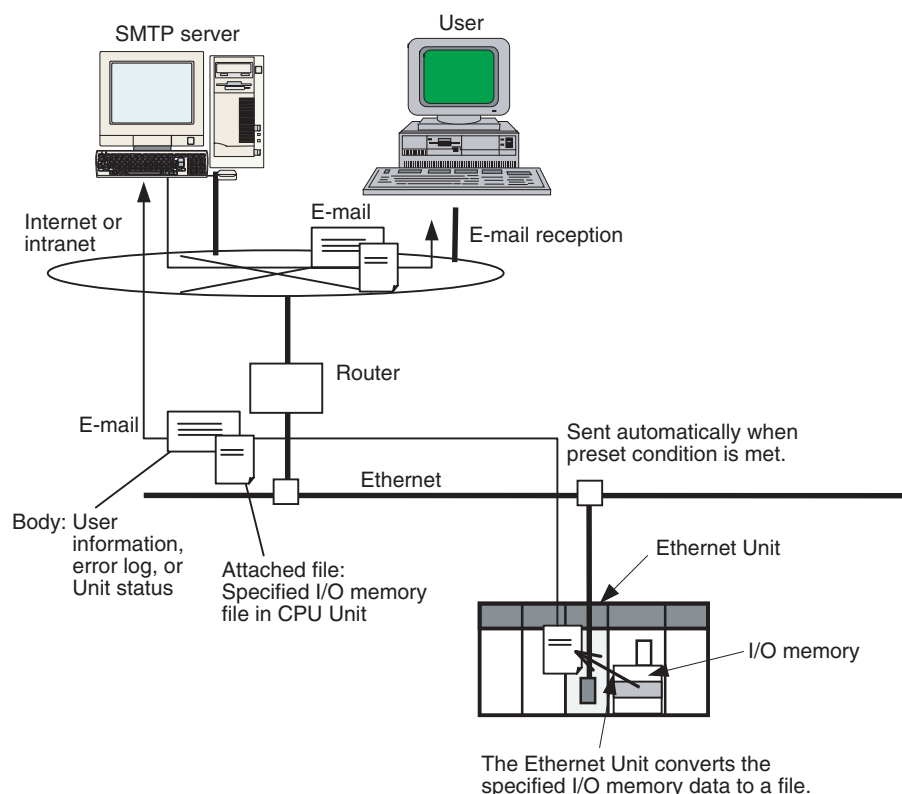 SMTP server
User
Internet or
intranet
E-mail
E-mail reception
Router
E-mail
Sent automatically when
preset condition is met.
Ethernet
Body: User
information,
error log, or
Unit status
Attached file:
Specified I/O memory
file in CPU Unit
Ethernet Unit
I/O memory
The Ethernet Unit converts the
specified I/O memory data to a file.